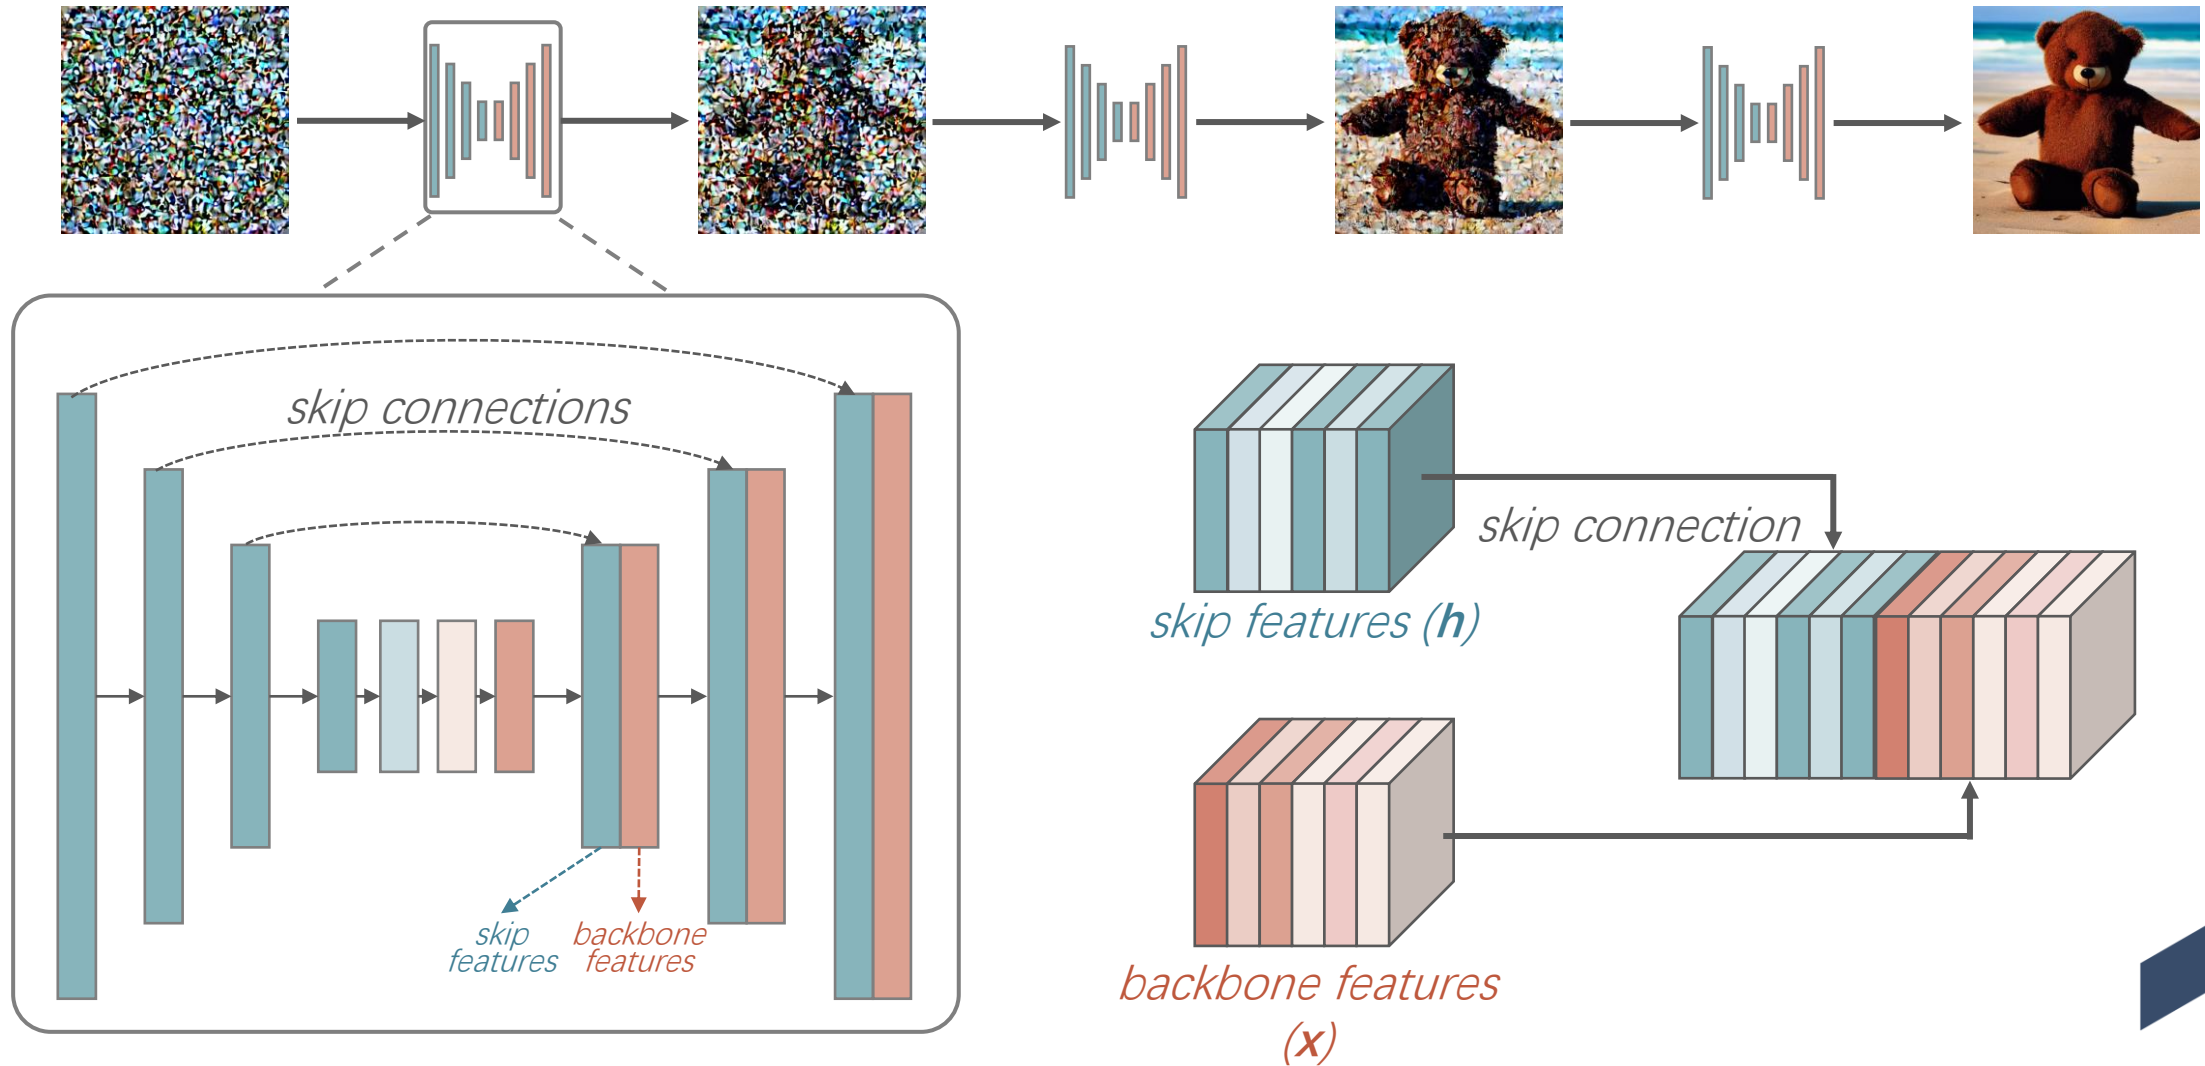 skip connections
skip
features
backbone
features
skip connection
skip features (h)
backbone features
(x)